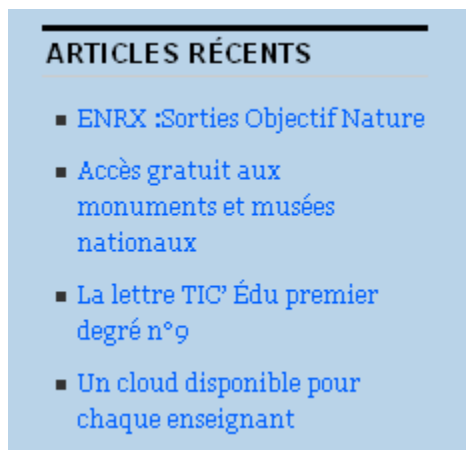 ARTICLES RÉCENTS
ENRX :Sorties Objectif Nature
Accès gratuit aux
monuments et musées
nationaux
La lettre TIC’ Édu premier
degré n°9
Un cloud disponible pour
chaque enseignant